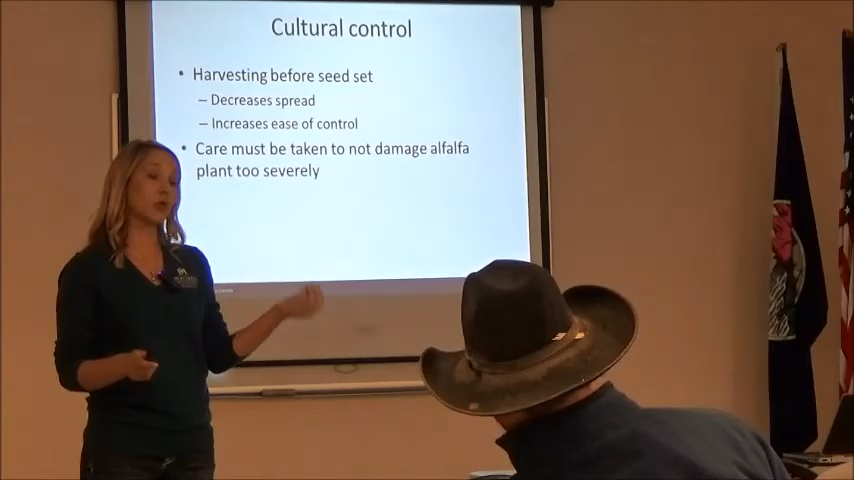 Cultural control
• Harvesting before seed set
– Decreases spread
– Increases ease of control
• Care must be taken to not damage alfalfa
plant too severely